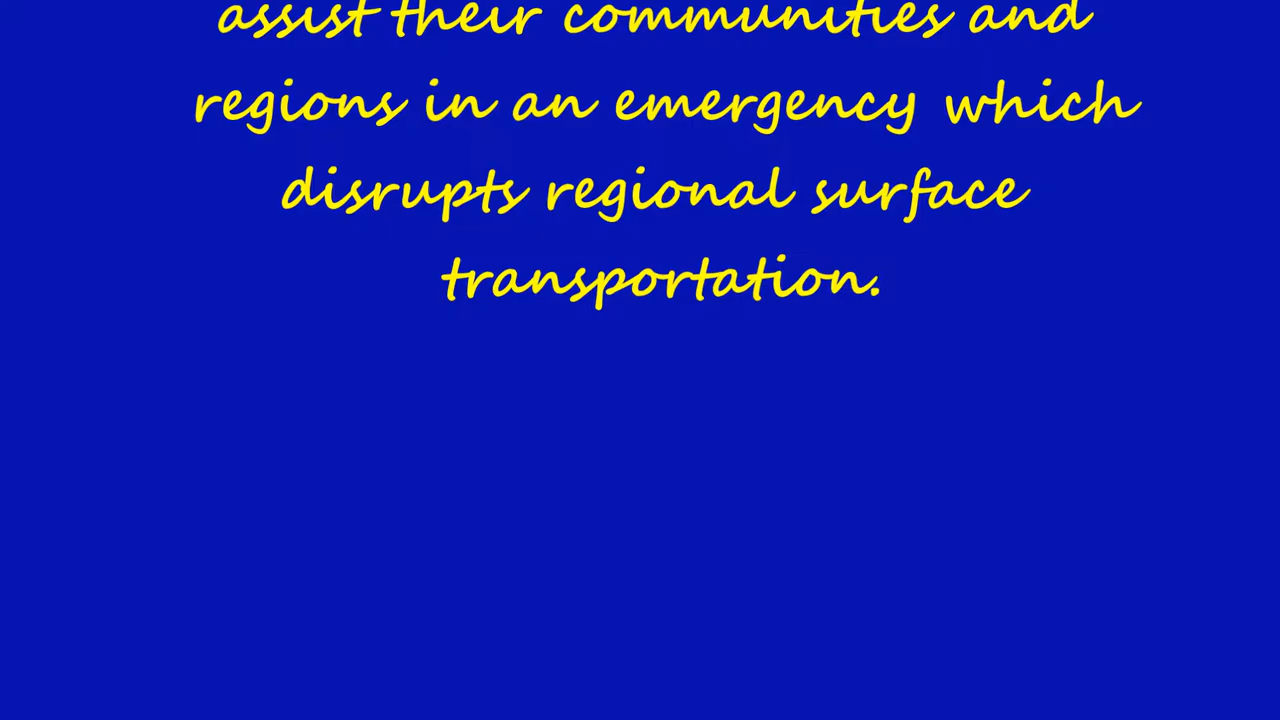 assist their communities and
regions in an emergency which
disrupts regional surface
transportation.